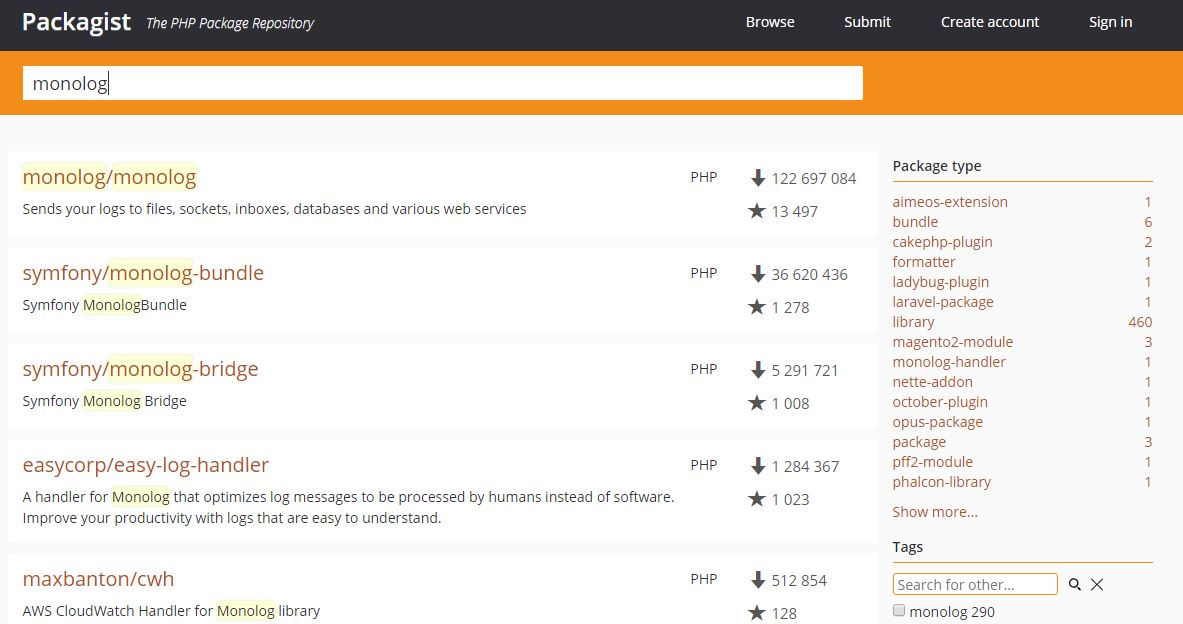 Packagist The PHP Package Repository Browse Submit Create account Sign in
monolog
monolog/monolog PHP 122 697 084
Sends your logs to files, sockets, inboxes, databases and various web services 13 497
symfony/monolog-bundle PHP 36 620 436
Symfony MonologBundle 1 278
symfony/monolog-bridge PHP 5 291 721
Symfony Monolog Bridge 1 008
easycorp/easy-log-handler PHP 1 284 367
A handler for Monolog that optimizes log messages to be processed by humans instead of software. 1 023
Improve your productivity with logs that are easy to understand.
maxbanton/cwh PHP 512 854
AWS CloudWatch Handler for Monolog library 128
Package type
aimeos-extension 1
bundle 6
cakephp-plugin 2
formatter 1
ladybug-plugin 1
laravel-package 1
library 460
magento2-module 3
monolog-handler 1
nette-addon 1
october-plugin 1
opus-package 1
package 3
pff2-module 1
phalcon-library 1
Show more...
Tags
Search for other...
monolog 290